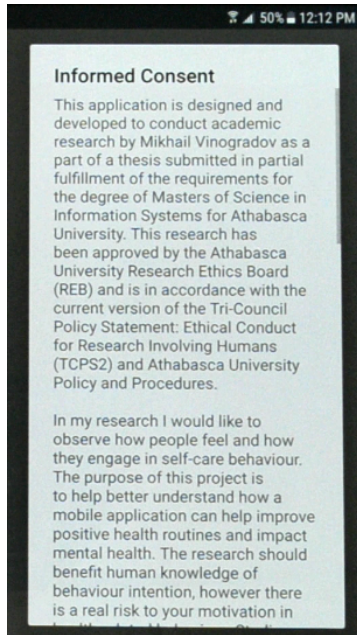 50% 12:12 PM
Informed Consent
This application is designed and
developed to conduct academic
research by Mikhail Vinogradov as a
part of a thesis submitted in partial
fulfillment of the requirements for
the degree of Masters of Science in
Information Systems for Athabasca
University. This research has
been approved by the Athabasca
University Research Ethics Board
(REB) and is in accordance with the
current version of the Tri-Council
Policy Statement: Ethical Conduct
for Research Involving Humans
(TCPS2) and Athabasca University
Policy and Procedures.
In my research I would like to
observe how people feel and how
they engage in self-care behaviour.
The purpose of this project is
to help better understand how a
mobile application can help improve
positive health routines and impact
mental health. The research should
benefit human knowledge of
behaviour intention, however there
is a real risk to your motivation in